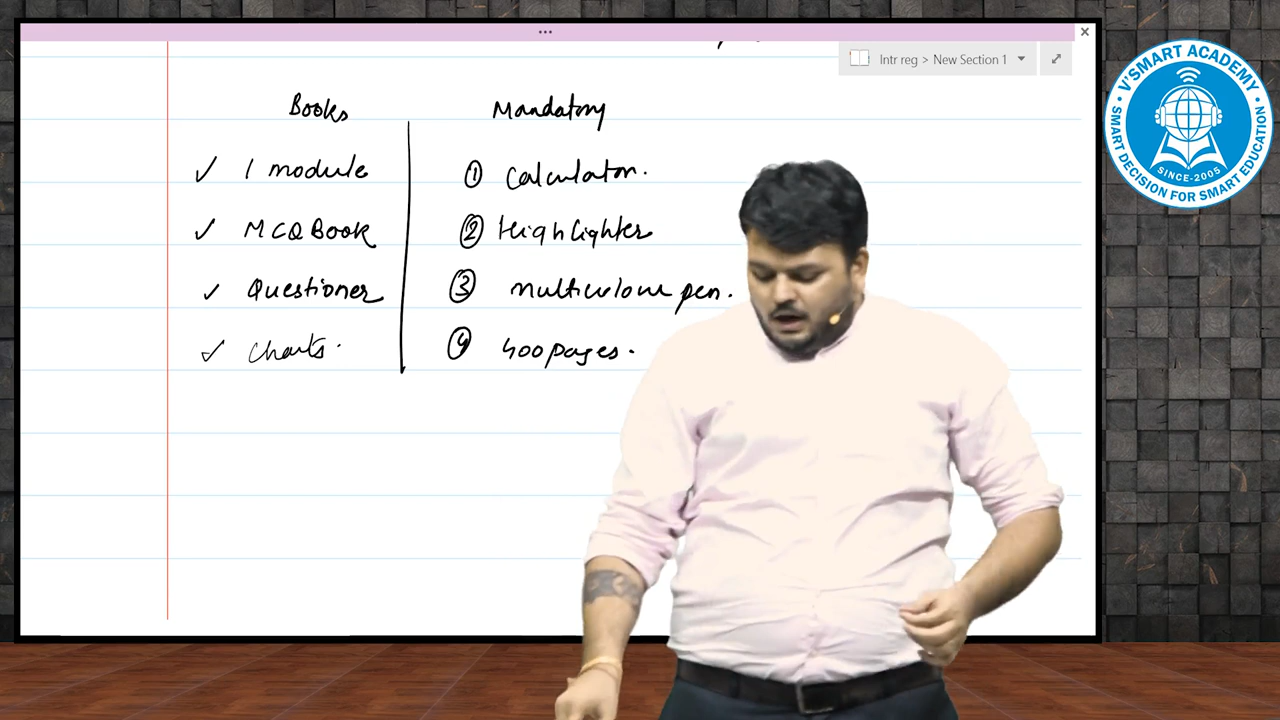 Intr reg > New Section 1
Books
Mandatory
✓ 1 module
① Calculator.
✓ MCQ Book
② Highlighter
✓ Questioner
③ multicolour pen.
✓ Charts.
④ 400 pages.
V'SMART ACADEMY
SINCE-2005
SMART DECISION FOR SMART EDUCATION